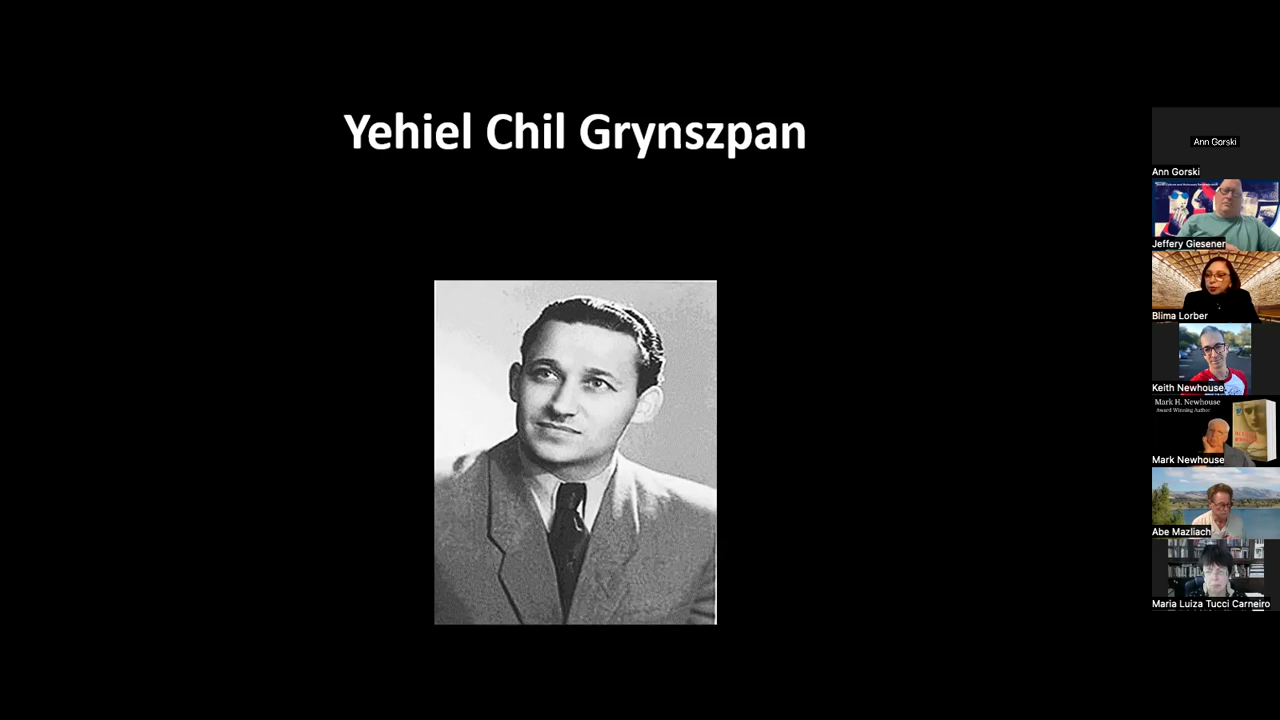 Yehiel Chil Grynszpan
Ann Gorski
Ann Gorski
Jeffery Giesener
Blima Lorber
Keith Newhouse
Mark H. Newhouse
Award Winning Author
Mark Newhouse
Abe Mazliach
Maria Luiza Tucci Carneiro